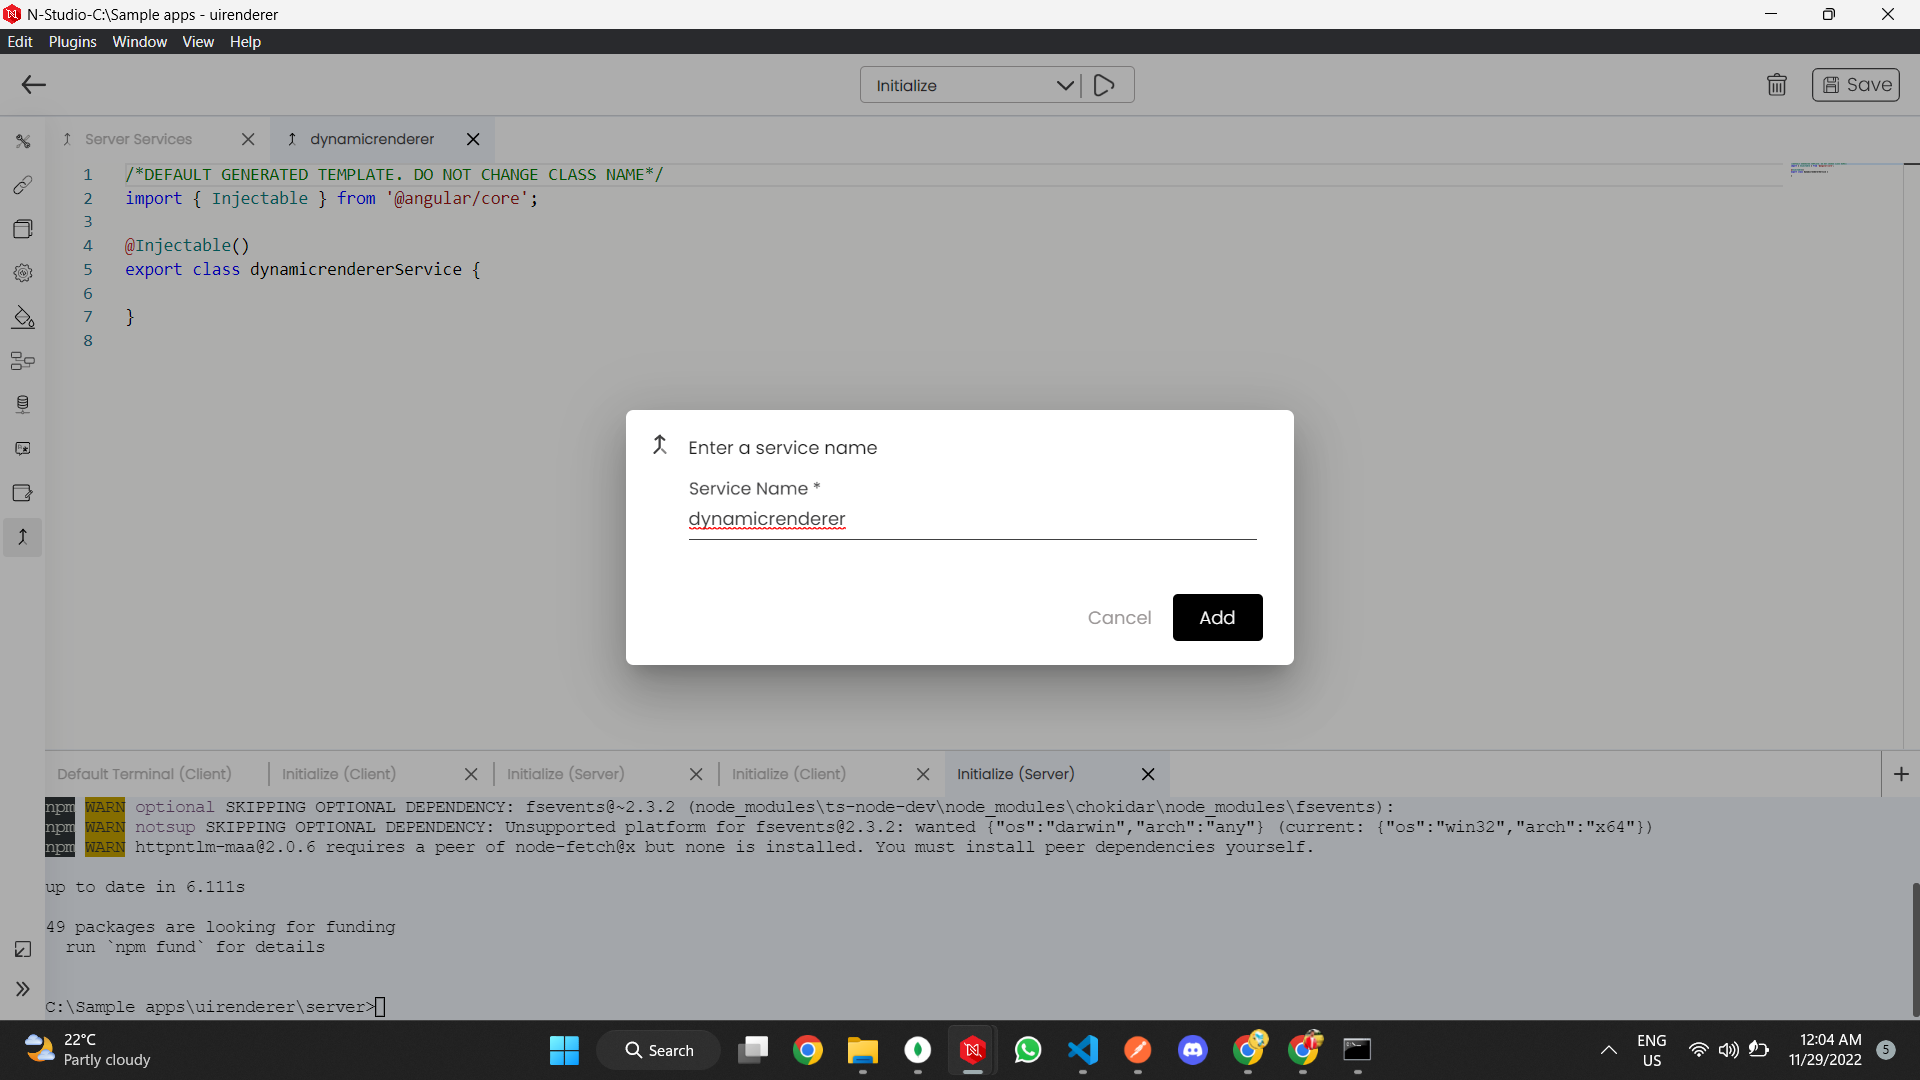 N-Studio-C:\Sample apps - uirenderer
Edit Plugins Window View Help
Initialize
Save
Server Services
dynamicrenderer
1 /*DEFAULT GENERATED TEMPLATE. DO NOT CHANGE CLASS NAME*/
2 import { Injectable } from '@angular/core';
3
4 @Injectable()
5 export class dynamicrendererService {
6
7 }
8
Enter a service name
Service Name *
dynamicrenderer
Cancel Add
Default Terminal (Client) Initialize (Client) Initialize (Server) Initialize (Client) Initialize (Server)
npm WARN optional SKIPPING OPTIONAL DEPENDENCY: fsevents@~2.3.2 (node_modules\ts-node-dev\node_modules\chokidar\node_modules\fsevents):
npm WARN notsup SKIPPING OPTIONAL DEPENDENCY: Unsupported platform for fsevents@2.3.2: wanted {"os":"darwin","arch":"any"} (current: {"os":"win32","arch":"x64"})
npm WARN httpntlm-maa@2.0.6 requires a peer of node-fetch@x but none is installed. You must install peer dependencies yourself.
up to date in 6.111s
49 packages are looking for funding
run `npm fund` for details
C:\Sample apps\uirenderer\server>
22°C
Partly cloudy
Search
ENG
US
12:04 AM
11/29/2022
5